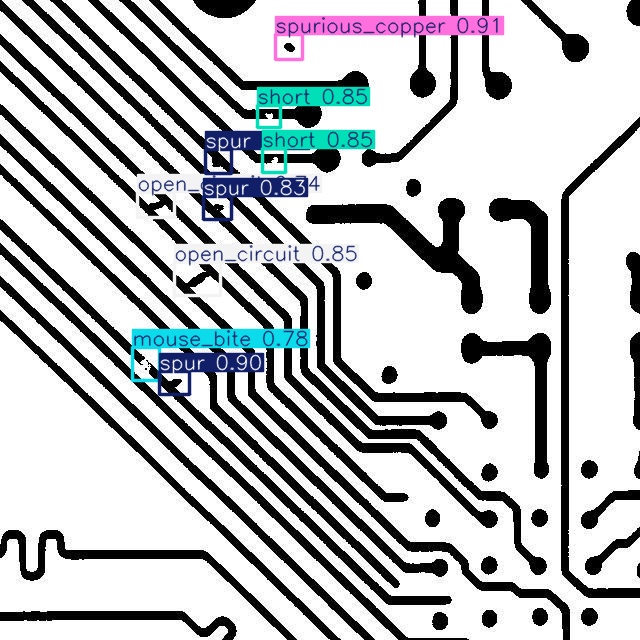 spurious_copper 0.91
short 0.85
spur
short 0.85
spur 0.83
open_circuit 0.85
mouse_bite 0.78
spur 0.90